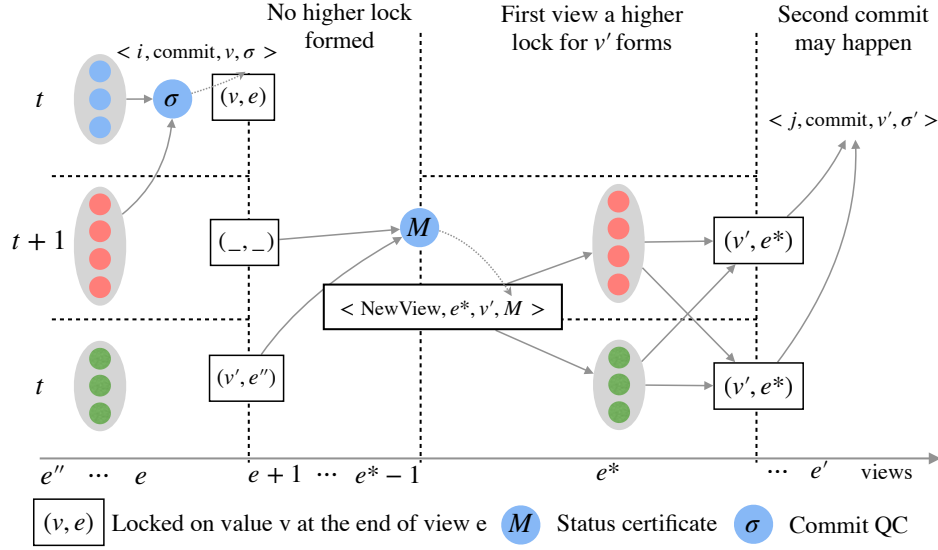 No higher lock
formed
First view a higher
lock for v′ forms
Second commit
may happen
< i, commit, v, σ >
t
σ
(v, e)
< j, commit, v′, σ′ >
t + 1
(_, _)
M
(v′, e*)
< NewView, e*, v′, M >
t
(v′, e″)
(v′, e*)
e″ ⋯ e
e + 1 ⋯ e* − 1
e*
⋯ e′ views
(v, e) Locked on value v at the end of view e
M Status certificate
σ Commit QC